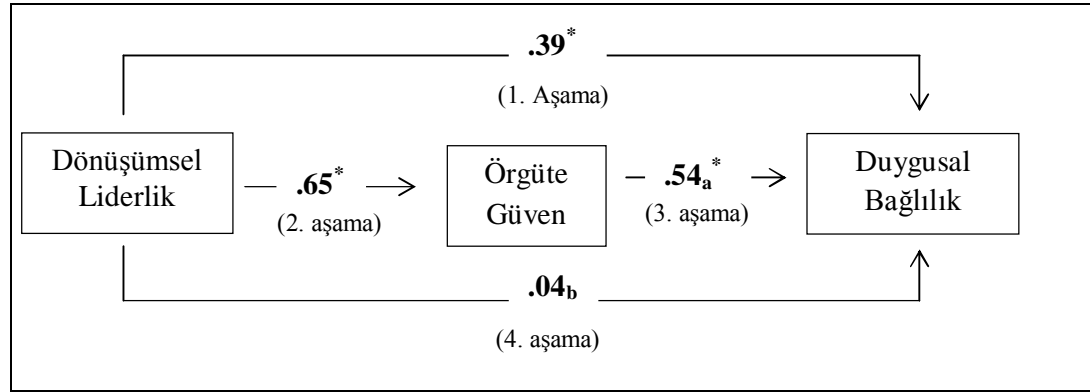 .39*
(1. Aşama)
Dönüşümsel
Liderlik
.65*
(2. aşama)
Örgüte
Güven
.54a*
(3. aşama)
Duygusal
Bağlılık
.04b
(4. aşama)